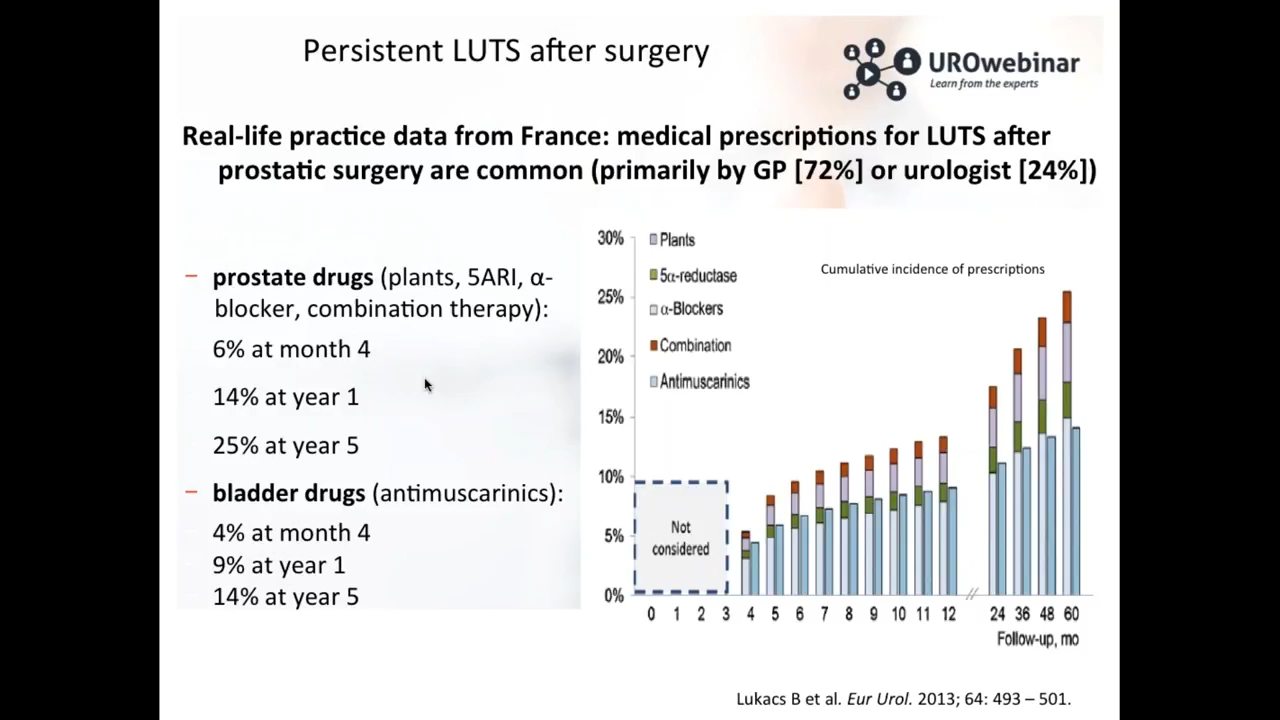 Persistent LUTS after surgery
UROwebinar
Learn from the experts
Real-life practice data from France: medical prescriptions for LUTS after
prostatic surgery are common (primarily by GP [72%] or urologist [24%])
– prostate drugs (plants, 5ARI, α-
blocker, combination therapy):
6% at month 4
14% at year 1
25% at year 5
– bladder drugs (antimuscarinics):
4% at month 4
9% at year 1
14% at year 5
Cumulative incidence of prescriptions
Plants
5α-reductase
α-Blockers
Combination
Antimuscarinics
30%
25%
20%
15%
10%
5%
0%
Not
considered
0 1 2 3 4 5 6 7 8 9 10 11 12 // 24 36 48 60
Follow-up, mo
Lukacs B et al. Eur Urol. 2013; 64: 493 – 501.